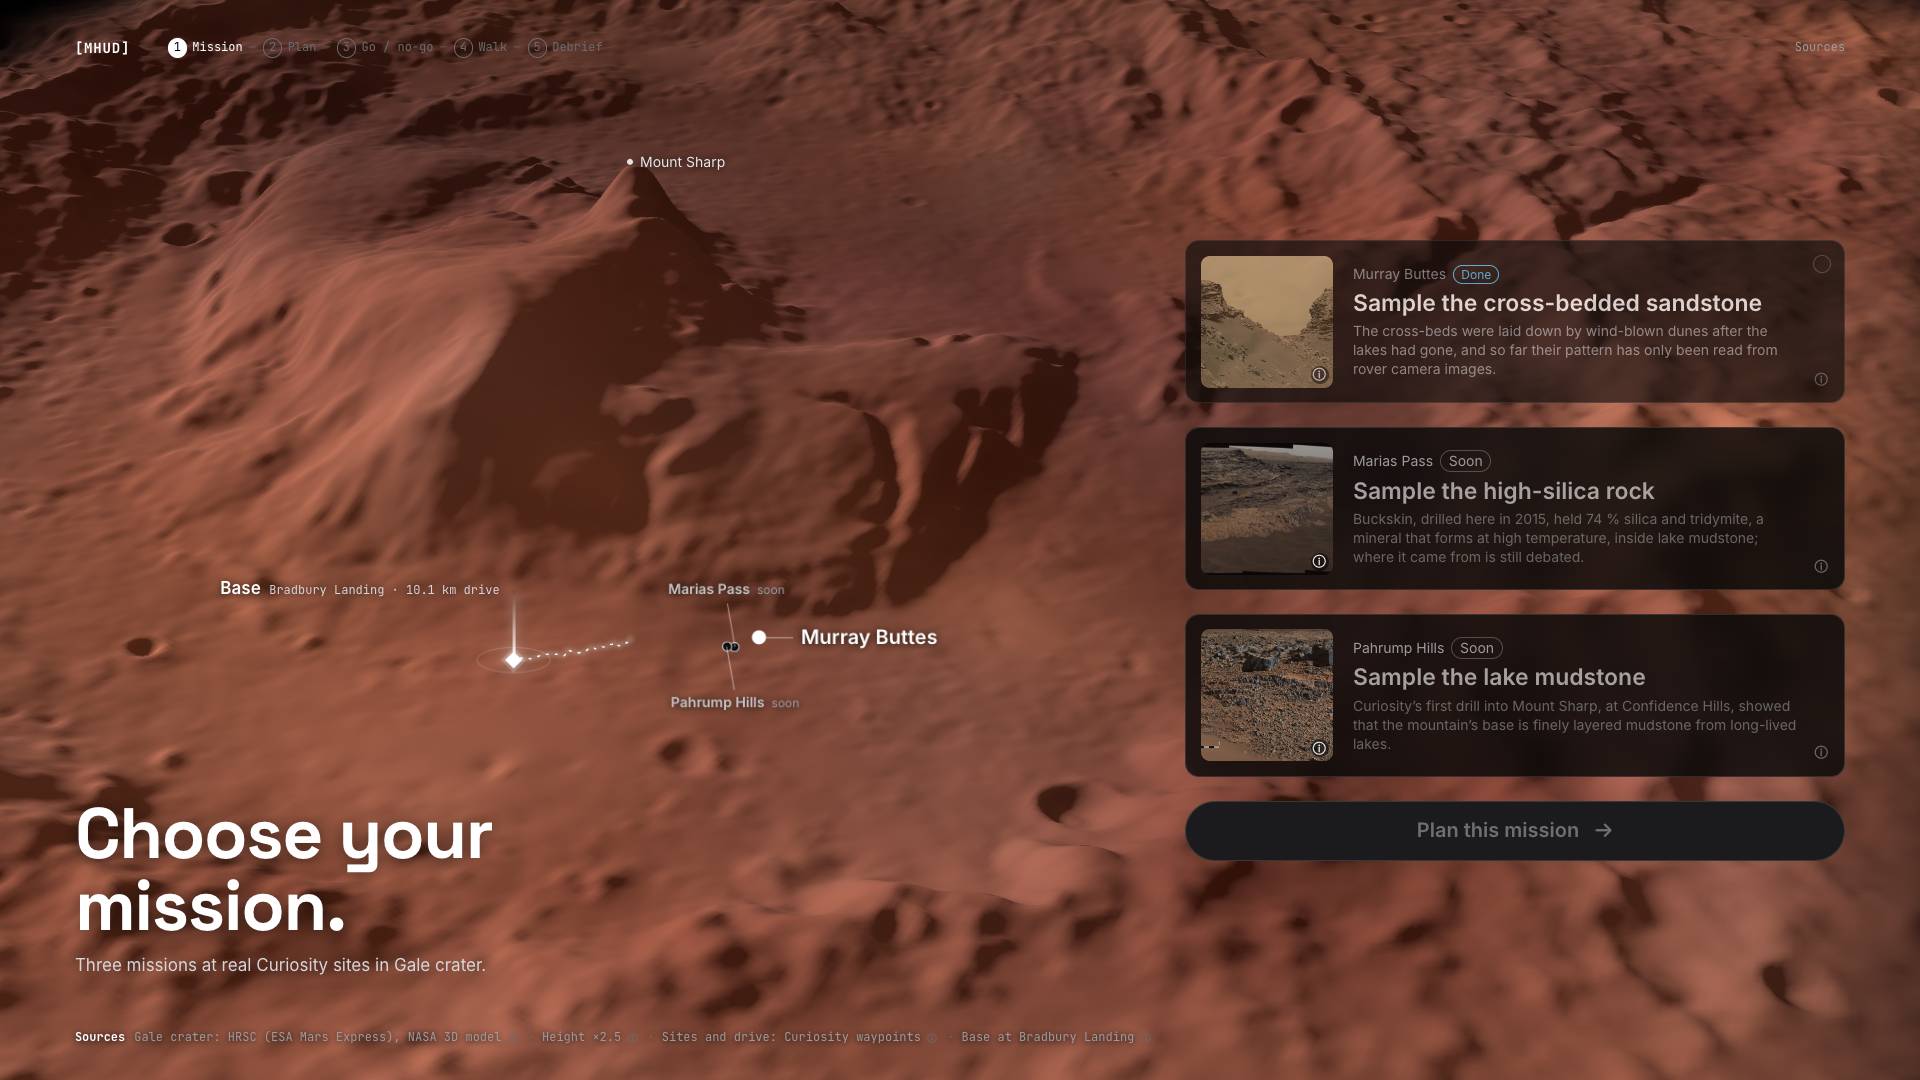 [MHUD]
1 Mission – 2 Plan – 3 Go / no-go – 4 Walk – 5 Debrief
Sources
Mount Sharp
Murray Buttes Done
Sample the cross-bedded sandstone
The cross-beds were laid down by wind-blown dunes after the
lakes had gone, and so far their pattern has only been read from
rover camera images.
Marias Pass Soon
Sample the high-silica rock
Buckskin, drilled here in 2015, held 74 % silica and tridymite, a
mineral that forms at high temperature, inside lake mudstone;
where it came from is still debated.
Pahrump Hills Soon
Sample the lake mudstone
Curiosity’s first drill into Mount Sharp, at Confidence Hills, showed
that the mountain’s base is finely layered mudstone from long-lived
lakes.
Plan this mission →
Base Bradbury Landing · 10.1 km drive
Marias Pass soon
Murray Buttes
Pahrump Hills soon
Choose your
mission.
Three missions at real Curiosity sites in Gale crater.
Sources Gale crater: HRSC (ESA Mars Express), NASA 3D model · Height ×2.5 · Sites and drive: Curiosity waypoints · Base at Bradbury Landing